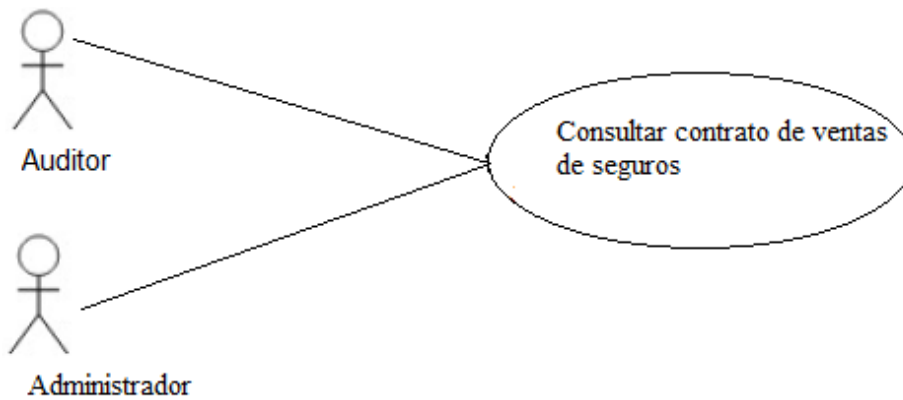 Auditor
Consultar contrato de ventas
de seguros
Administrador